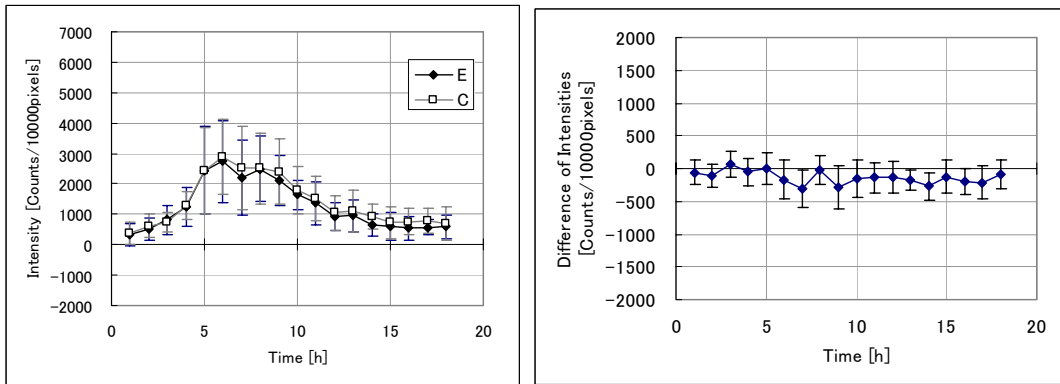 7000
6000
5000
4000
3000
2000
1000
0
−1000
−2000
Intensity [Counts/10000pixels]
E
C
0 5 10 15 20
Time [h]
2000
1500
1000
500
0
−500
−1000
−1500
−2000
Difference of Intensities
[Counts/10000pixels]
0 5 10 15 20
Time [h]